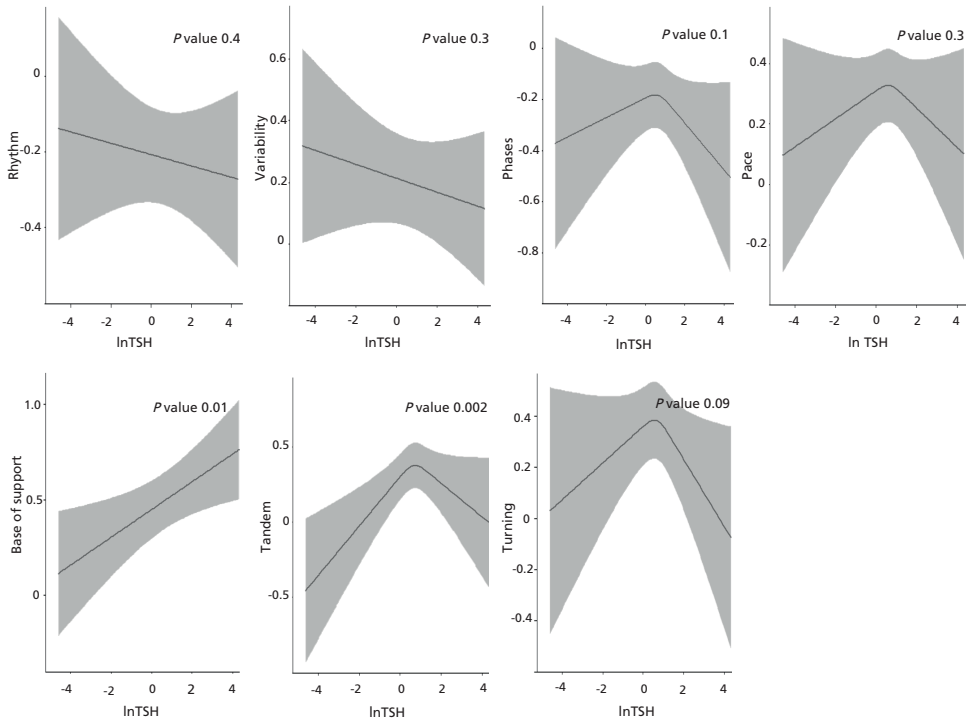 P value 0.4
0
-0.2
-0.4
Rhythm
-4 -2 0 2 4
lnTSH
P value 0.3
0.6
0.4
0.2
0
Variability
-4 -2 0 2 4
lnTSH
P value 0.1
0
-0.2
-0.4
-0.6
-0.8
Phases
-4 -2 0 2 4
lnTSH
P value 0.3
0.4
0.2
0
-0.2
Pace
-4 -2 0 2 4
ln TSH
P value 0.01
1.0
0.5
0
Base of support
-4 -2 0 2 4
lnTSH
P value 0.002
0.5
0
-0.5
Tandem
-4 -2 0 2 4
lnTSH
P value 0.09
0.4
0.2
0
-0.2
-0.4
Turning
-4 -2 0 2 4
lnTSH